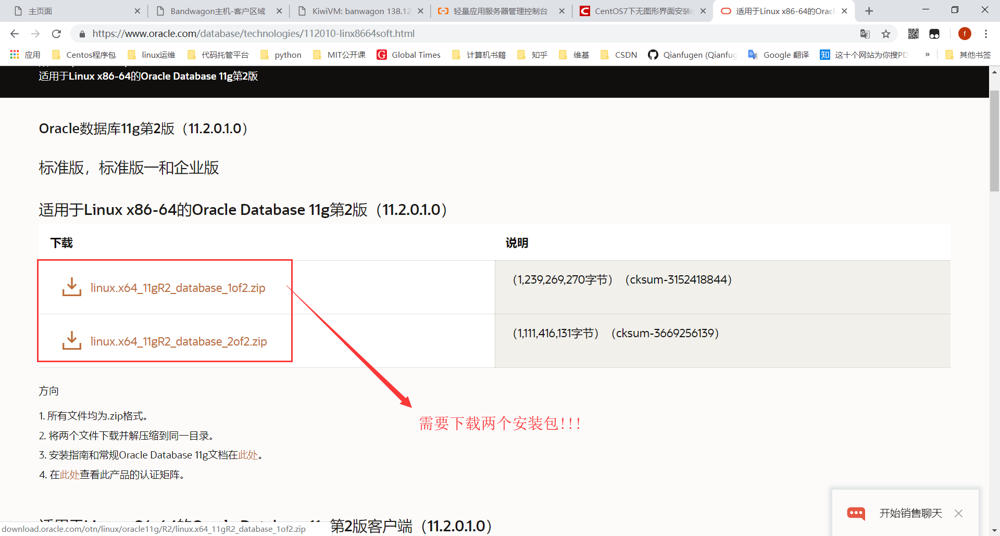 主页面
Bandwagon主机-客户区域
KiwiVM: banwagon 138.12
轻量应用服务器管理控制台
CentOS7下无图形界面安装o
适用于Linux x86-64的Oracl
https://www.oracle.com/database/technologies/112010-linx8664soft.html
f
应用
Centos程序包
linux运维
代码托管平台
python
MIT公开课
G Global Times
计算机书籍
知乎
维基
CSDN
Qianfugen (Qianfug
Google 翻译
知 这十个网站为你搜PD
»
其他书签
适用于Linux x86-64的Oracle Database 11g第2版
Oracle数据库11g第2版（11.2.0.1.0）
标准版，标准版一和企业版
适用于Linux x86-64的Oracle Database 11g第2版（11.2.0.1.0）
下载 说明
linux.x64_11gR2_database_1of2.zip （1,239,269,270字节）（cksum-3152418844）
linux.x64_11gR2_database_2of2.zip （1,111,416,131字节）（cksum-3669256139）
方向
需要下载两个安装包!!!
1. 所有文件均为.zip格式。
2. 将两个文件下载并解压缩到同一目录。
3. 安装指南和常规Oracle Database 11g文档在此处。
4. 在此处查看此产品的认证矩阵。
开始销售聊天
第2版客户端（11.2.0.1.0）
download.oracle.com/otn/linux/oracle11g/R2/linux.x64_11gR2_database_1of2.zip